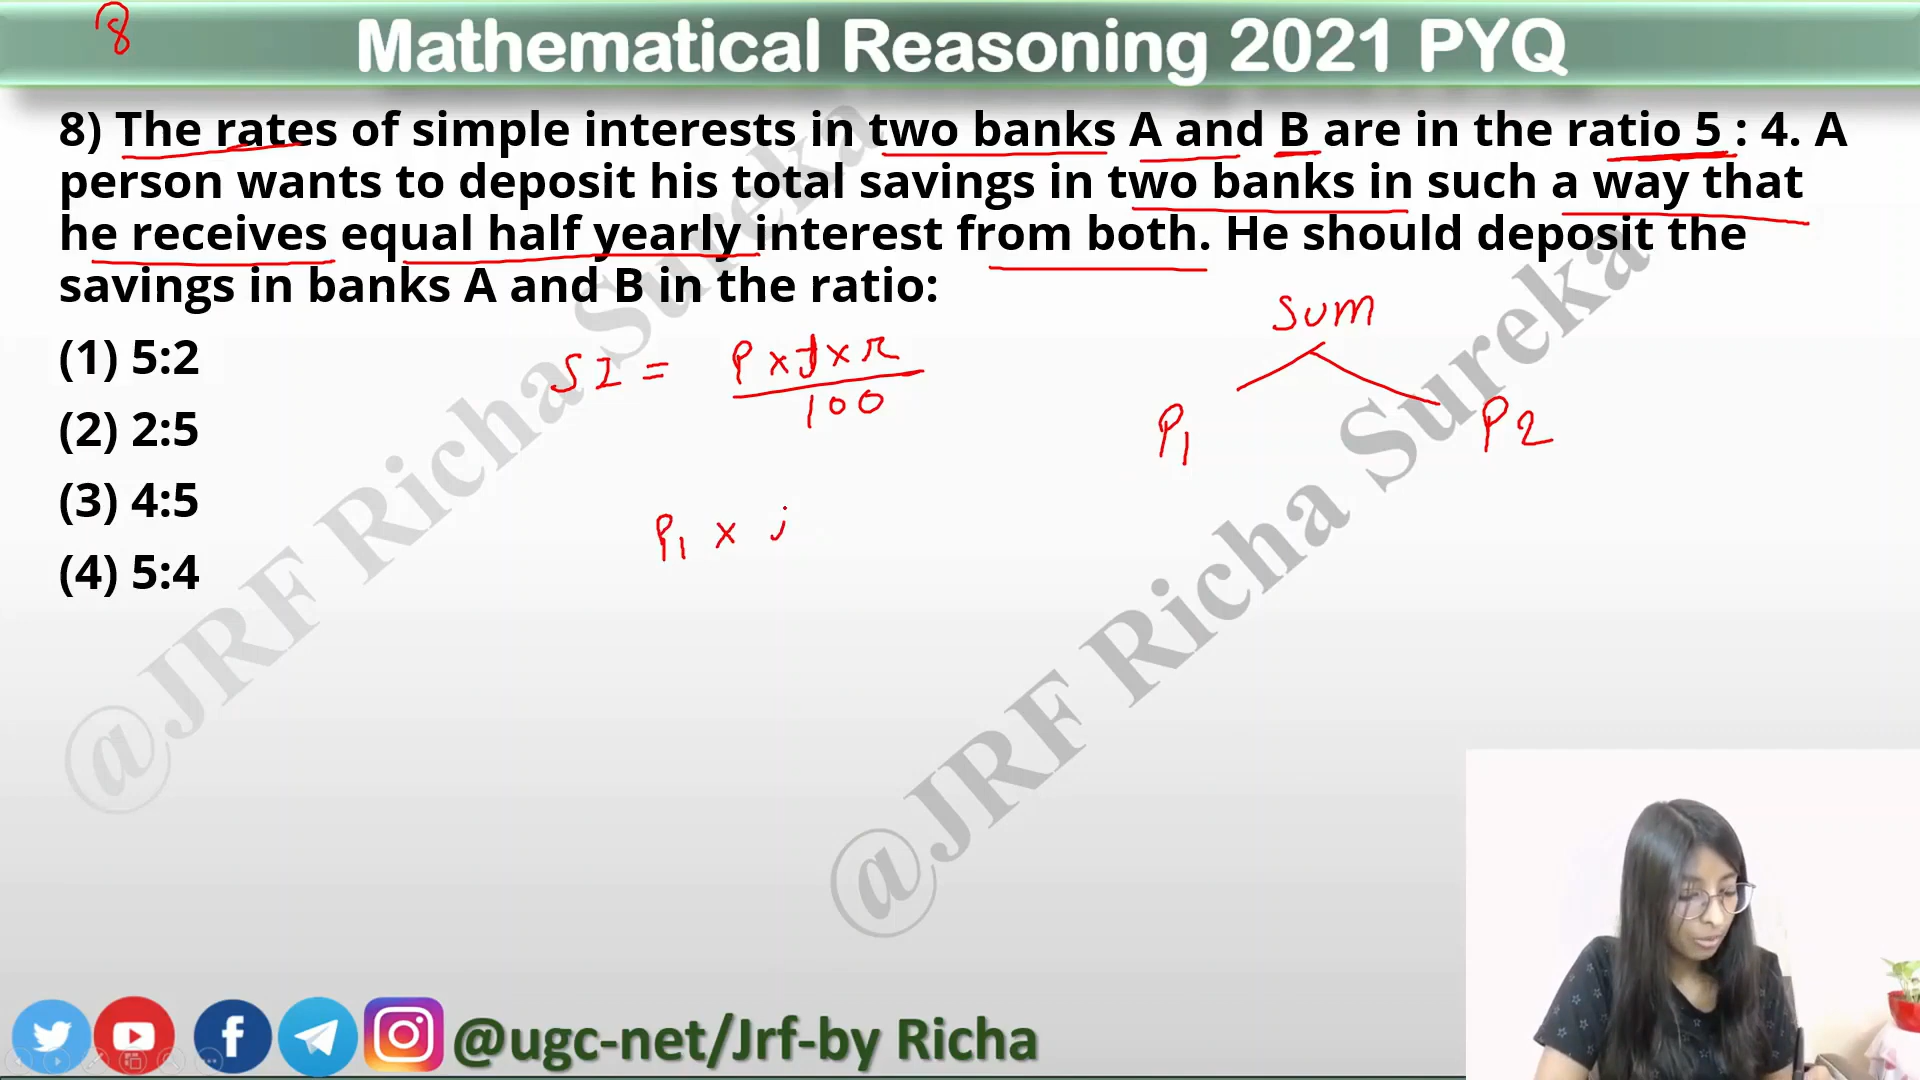 8
Mathematical Reasoning 2021 PYQ
8) The rates of simple interests in two banks A and B are in the ratio 5 : 4. A
person wants to deposit his total savings in two banks in such a way that
he receives equal half yearly interest from both. He should deposit the
savings in banks A and B in the ratio:
(1) 5:2
(2) 2:5
(3) 4:5
(4) 5:4
SI = P x t x r
100
Sum
P1 P2
P1 x
@JRF Richa Sureka
@JRF Richa Sureka
@ugc-net/Jrf-by Richa